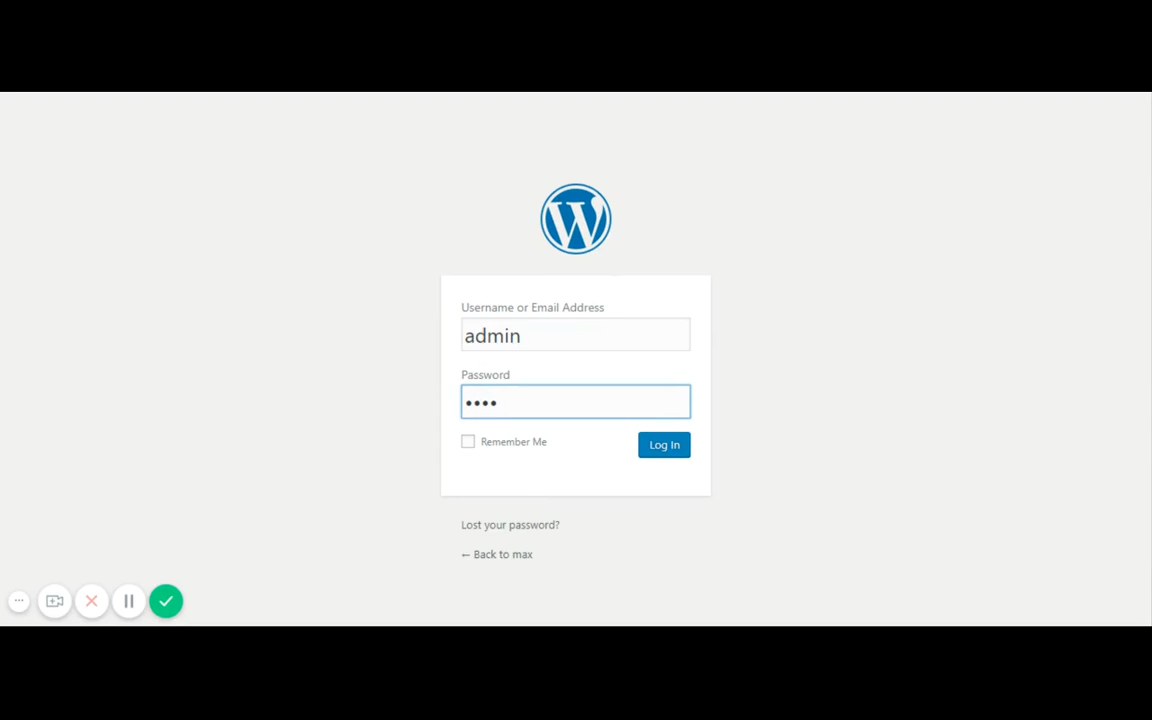 Username or Email Address
admin
Password
••••
Remember Me
Log In
Lost your password?
← Back to max